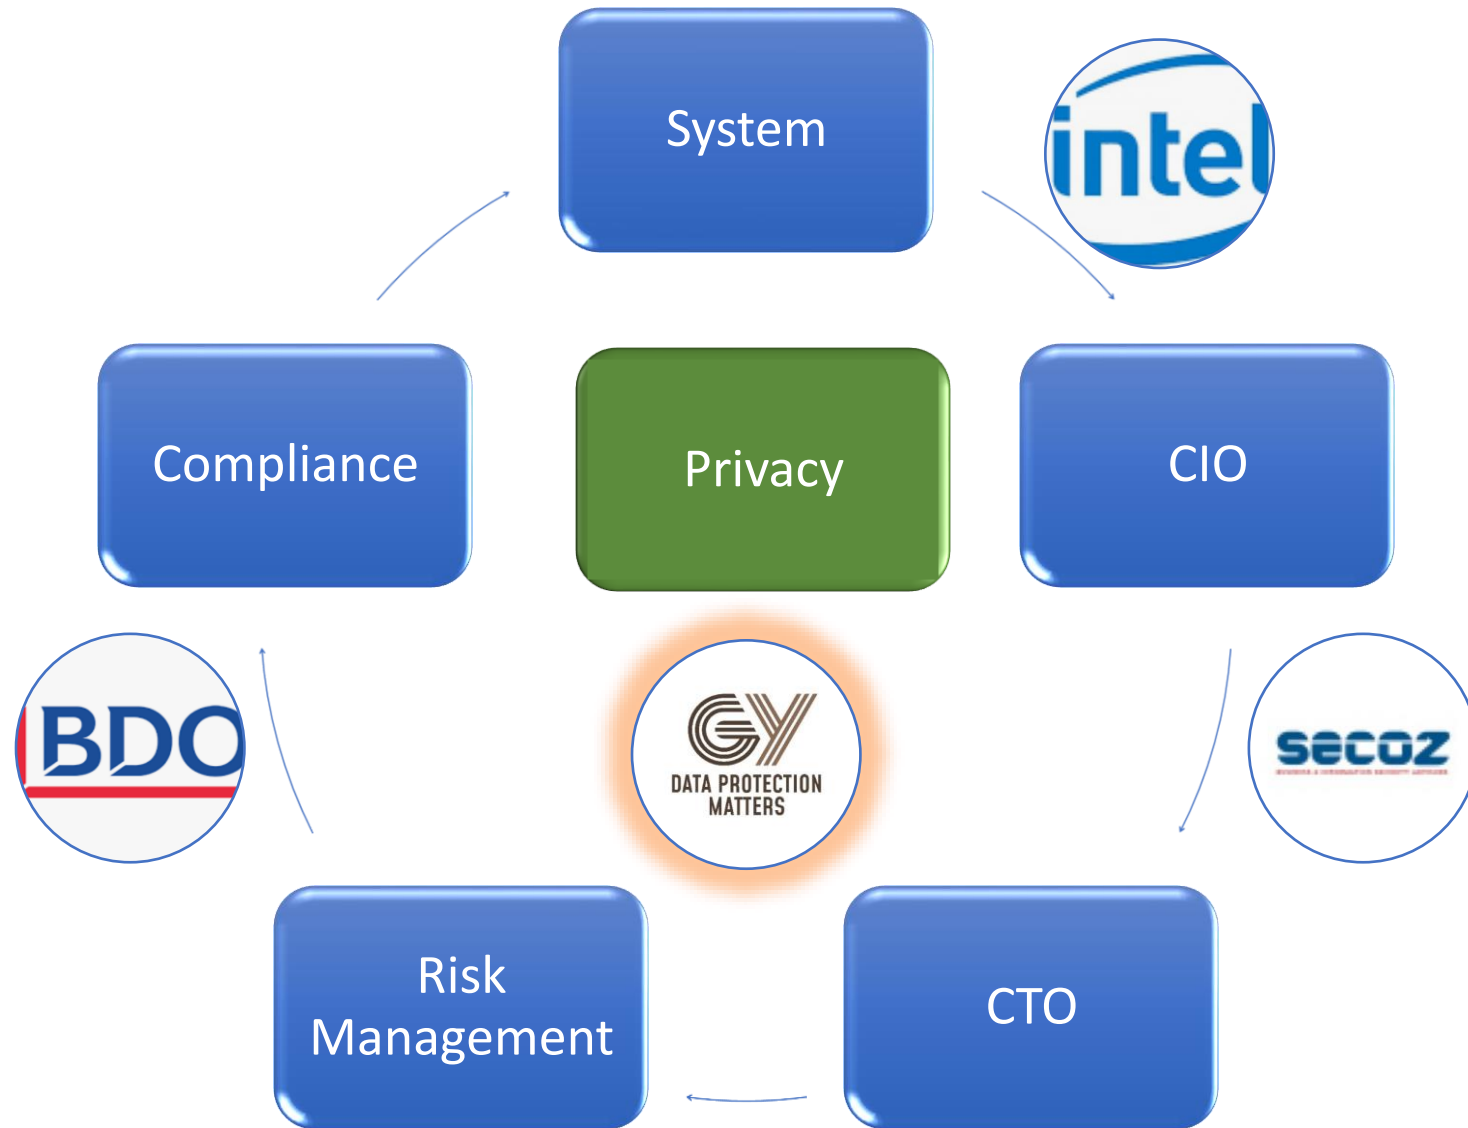 System
intel
Compliance
Privacy
CIO
BDO
GY
DATA PROTECTION
MATTERS
secoz
Risk
Management
CTO